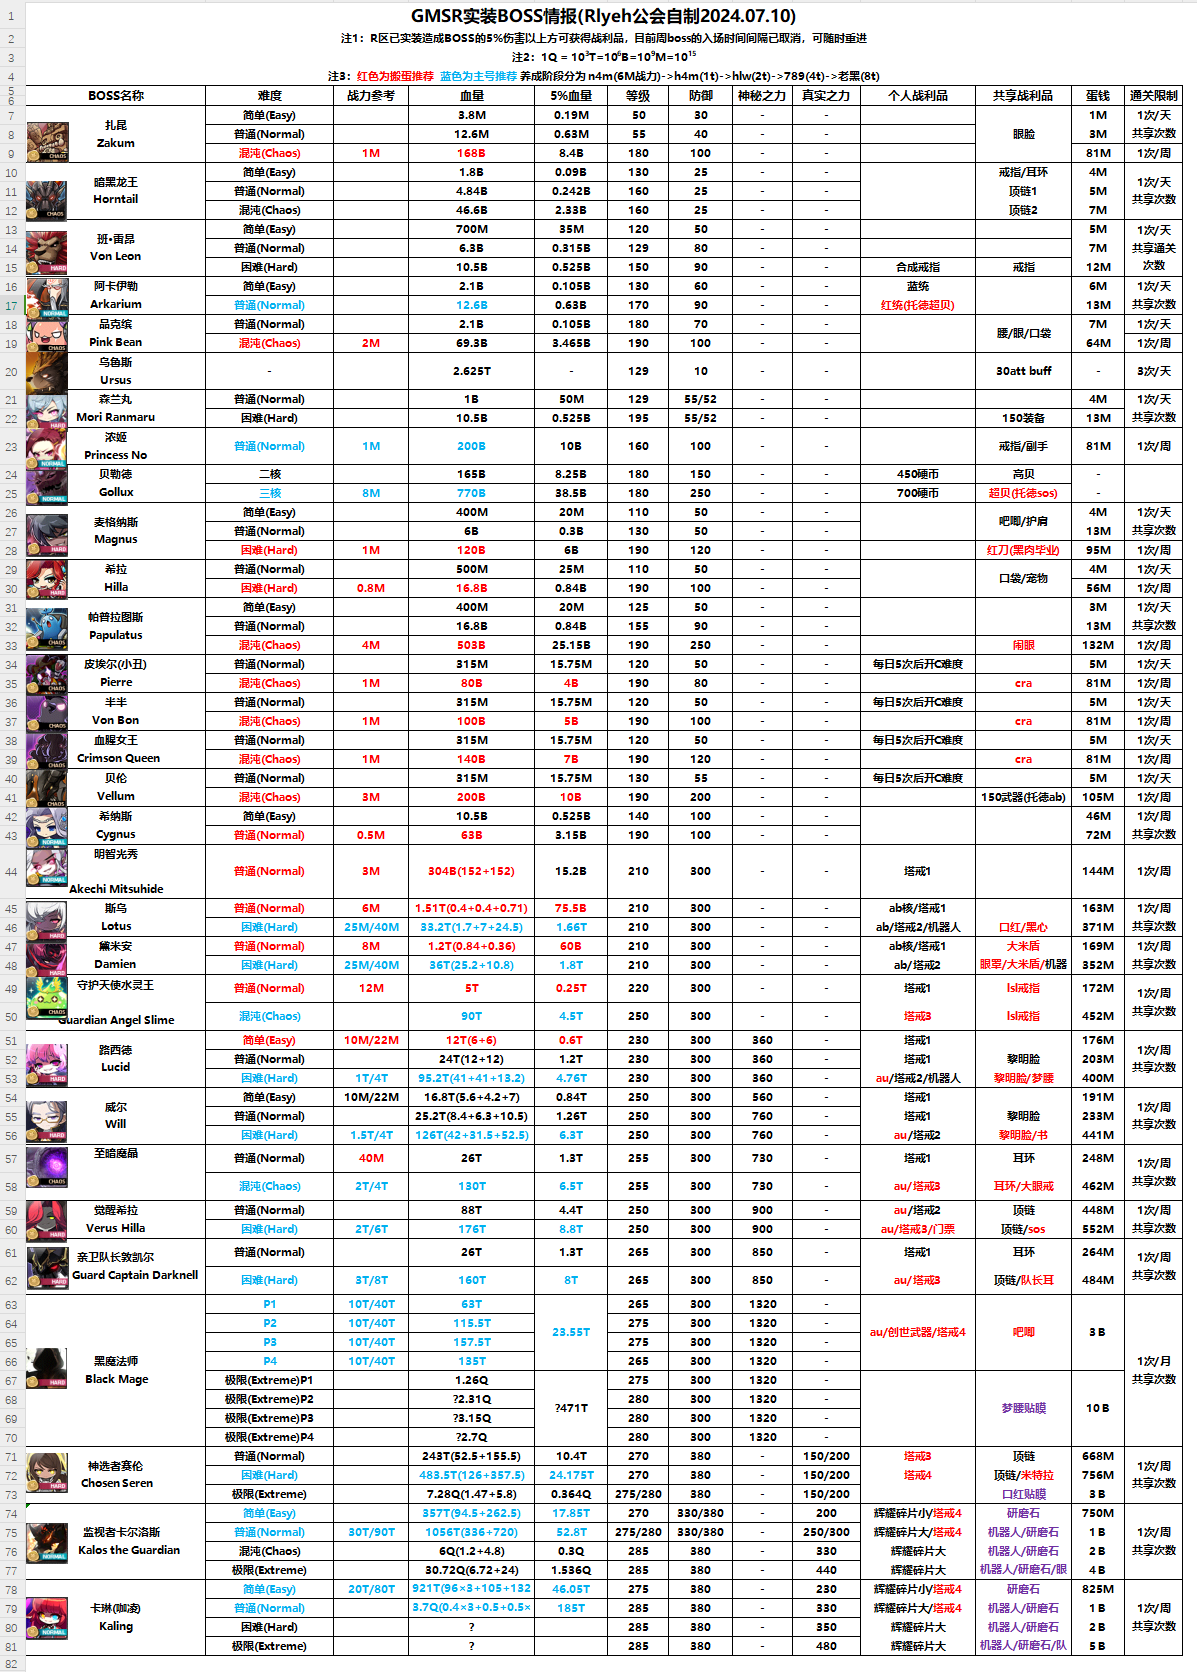 GMSR实装BOSS情报(Rlyeh公会自制2024.07.10)
注1：R区已实装造成BOSS的5%伤害以上方可获得战利品，目前周boss的入场时间间隔已取消，可随时重进
注2：1Q = 10³T=10⁶B=10⁹M=10¹⁵
注3：红色为搬蛋推荐 蓝色为主号推荐 养成阶段分为 n4m(6M战力)->h4m(1t)->hlw(2t)->789(4t)->老黑(8t)
BOSS名称 难度 战力参考 血量 5%血量 等级 防御 神秘之力 真实之力 个人战利品 共享战利品 蛋钱 通关限制
扎昆 Zakum
简单(Easy) 3.8M 0.19M 50 30 - - 1M 1次/天
普通(Normal) 12.6M 0.63M 55 40 - - 眼脸 3M 共享次数
混沌(Chaos) 1M 168B 8.4B 180 100 - - 81M 1次/周
暗黑龙王 Horntail
简单(Easy) 1.8B 0.09B 130 25 - - 戒指/耳环 4M 1次/天
普通(Normal) 4.84B 0.242B 160 25 - - 顶链1 5M 共享次数
混沌(Chaos) 46.6B 2.33B 160 25 - - 顶链2 7M
班·雷昂 Von Leon
简单(Easy) 700M 35M 120 50 - - 5M 1次/天
普通(Normal) 6.3B 0.315B 129 80 - - 7M 共享通关
困难(Hard) 10.5B 0.525B 150 90 - - 合成戒指 戒指 12M 次数
阿卡伊勒 Arkarium
简单(Easy) 2.1B 0.105B 130 60 - - 蓝统 6M 1次/天
普通(Normal) 12.6B 0.63B 170 90 - - 红统(托德超贝) 13M 共享次数
品克缤 Pink Bean
普通(Normal) 2.1B 0.105B 180 70 - - 腰/眼/口袋 7M 1次/天
混沌(Chaos) 2M 69.3B 3.465B 190 100 - - 64M 1次/周
乌鲁斯 Ursus
- 2.625T - 129 10 - - 30att buff - 3次/天
森兰丸 Mori Ranmaru
普通(Normal) 1B 50M 129 55/52 - - 4M 1次/天
困难(Hard) 10.5B 0.525B 195 55/52 - - 150装备 13M 共享次数
浓姬 Princess No
普通(Normal) 1M 200B 10B 160 100 - - 戒指/副手 81M 1次/周
贝勒德 Gollux
二核 165B 8.25B 180 150 - - 450硬币 高贝 -
三核 8M 770B 38.5B 180 250 - - 700硬币 超贝(托德sos) -
麦格纳斯 Magnus
简单(Easy) 400M 20M 110 50 - - 吧唧/护肩 4M 1次/天
普通(Normal) 6B 0.3B 130 50 - - 13M 共享次数
困难(Hard) 1M 120B 6B 190 120 - - 红刀(黑肉毕业) 95M 1次/周
希拉 Hilla
普通(Normal) 500M 25M 110 50 - - 口袋/宠物 4M 1次/天
困难(Hard) 0.8M 16.8B 0.84B 190 100 - - 56M 1次/周
帕普拉图斯 Papulatus
简单(Easy) 400M 20M 125 50 - - 3M 1次/天
普通(Normal) 16.8B 0.84B 155 90 - - 13M 共享次数
混沌(Chaos) 4M 503B 25.15B 190 250 - - 闹眼 132M 1次/周
皮埃尔(小丑) Pierre
普通(Normal) 315M 15.75M 120 50 - - 每日5次后开C难度 5M 1次/天
混沌(Chaos) 1M 80B 4B 190 80 - - cra 81M 1次/周
半半 Von Bon
普通(Normal) 315M 15.75M 120 50 - - 每日5次后开C难度 5M 1次/天
混沌(Chaos) 1M 100B 5B 190 100 - - cra 81M 1次/周
血腥女王 Crimson Queen
普通(Normal) 315M 15.75M 120 50 - - 每日5次后开C难度 5M 1次/天
混沌(Chaos) 1M 140B 7B 190 120 - - cra 81M 1次/周
贝伦 Vellum
普通(Normal) 315M 15.75M 130 55 - - 每日5次后开C难度 5M 1次/天
混沌(Chaos) 3M 200B 10B 190 200 - - 150武器(托德ab) 105M 1次/周
希纳斯 Cygnus
简单(Easy) 10.5B 0.525B 140 100 - - 46M 1次/周
普通(Normal) 0.5M 63B 3.15B 190 100 - - 72M 共享次数
明智光秀 Akechi Mitsuhide
普通(Normal) 3M 304B(152+152) 15.2B 210 300 - - 塔戒1 144M 1次/周
斯乌 Lotus
普通(Normal) 6M 1.51T(0.4+0.4+0.71) 75.5B 210 300 - - ab核/塔戒1 163M 1次/周
困难(Hard) 25M/40M 33.2T(1.7+7+24.5) 1.66T 210 300 - - ab/塔戒2/机器人 口红/黑心 371M 共享次数
黛米安 Damien
普通(Normal) 8M 1.2T(0.84+0.36) 60B 210 300 - - ab核/塔戒1 大米盾 169M 1次/周
困难(Hard) 25M/40M 36T(25.2+10.8) 1.8T 210 300 - - ab/塔戒2 眼罩/大米盾/机器 352M 共享次数
守护天使水灵王 Guardian Angel Slime
普通(Normal) 12M 5T 0.25T 220 300 - - 塔戒1 lsl戒指 172M 1次/周
混沌(Chaos) 90T 4.5T 250 300 - - 塔戒3 lsl戒指 452M 共享次数
路西德 Lucid
简单(Easy) 10M/22M 12T(6+6) 0.6T 230 300 360 - 塔戒1 176M 1次/周
普通(Normal) 24T(12+12) 1.2T 230 300 360 - 塔戒1 黎明脸 203M 共享次数
困难(Hard) 1T/4T 95.2T(41+41+13.2) 4.76T 230 300 360 - au/塔戒2/机器人 黎明脸/梦腰 400M
威尔 Will
简单(Easy) 10M/22M 16.8T(5.6+4.2+7) 0.84T 250 300 560 - 塔戒1 191M 1次/周
普通(Normal) 25.2T(8.4+6.3+10.5) 1.26T 250 300 760 - 塔戒1 黎明脸 233M 共享次数
困难(Hard) 1.5T/4T 126T(42+31.5+52.5) 6.3T 250 300 760 - au/塔戒2 黎明脸/书 441M
至暗魔晶
普通(Normal) 40M 26T 1.3T 255 300 730 - 塔戒1 耳环 248M 1次/周
混沌(Chaos) 2T/4T 130T 6.5T 255 300 730 - au/塔戒3 耳环/大眼戒 462M 共享次数
觉醒希拉 Verus Hilla
普通(Normal) 88T 4.4T 250 300 900 - au/塔戒2 顶链 448M 1次/周
困难(Hard) 2T/6T 176T 8.8T 250 300 900 - au/塔戒3/门票 顶链/sos 552M 共享次数
亲卫队长敦凯尔 Guard Captain Darknell
普通(Normal) 26T 1.3T 265 300 850 - 塔戒1 耳环 264M 1次/周
困难(Hard) 3T/8T 160T 8T 265 300 850 - au/塔戒3 顶链/队长耳 484M 共享次数
黑魔法师 Black Mage
P1 10T/40T 63T 23.55T 265 300 1320 - au/创世武器/塔戒4 吧唧 3 B 1次/月
P2 10T/40T 115.5T 275 300 1320 - 共享次数
P3 10T/40T 157.5T 275 300 1320 -
P4 10T/40T 135T 265 300 1320 -
极限(Extreme)P1 1.26Q ?471T 275 300 1320 - 梦腰贴膜 10 B
极限(Extreme)P2 ?2.31Q 280 300 1320 -
极限(Extreme)P3 ?3.15Q 280 300 1320 -
极限(Extreme)P4 ?2.7Q 280 300 1320 -
神选者赛伦 Chosen Seren
普通(Normal) 243T(52.5+155.5) 10.4T 270 380 - 150/200 塔戒3 顶链 668M 1次/周
困难(Hard) 483.5T(126+357.5) 24.175T 270 380 - 150/200 塔戒4 顶链/米特拉 756M 共享次数
极限(Extreme) 7.28Q(1.47+5.8) 0.364Q 275/280 380 - 150/200 口红贴膜 3 B
监视者卡尔洛斯 Kalos the Guardian
简单(Easy) 357T(94.5+262.5) 17.85T 270 330/380 - 200 辉耀碎片小/塔戒4 研磨石 750M 1次/周
普通(Normal) 30T/90T 1056T(336+720) 52.8T 275/280 330/380 - 250/300 辉耀碎片大/塔戒4 机器人/研磨石 1 B 共享次数
混沌(Chaos) 6Q(1.2+4.8) 0.3Q 285 380 - 330 辉耀碎片大 机器人/研磨石 2 B
极限(Extreme) 30.72Q(6.72+24) 1.536Q 285 380 - 440 辉耀碎片大 机器人/研磨石/眼 4 B
卡琳(咖凌) Kaling
简单(Easy) 20T/80T 921T(96×3+105+132 46.05T 275 380 - 230 辉耀碎片小/塔戒4 研磨石 825M 1次/周
普通(Normal) 3.7Q(0.4×3+0.5+0.5× 185T 285 380 - 330 辉耀碎片大/塔戒4 机器人/研磨石 1 B 共享次数
困难(Hard) ? 285 380 - 350 辉耀碎片大 机器人/研磨石 2 B
极限(Extreme) ? 285 380 - 480 辉耀碎片大 机器人/研磨石/队 5 B